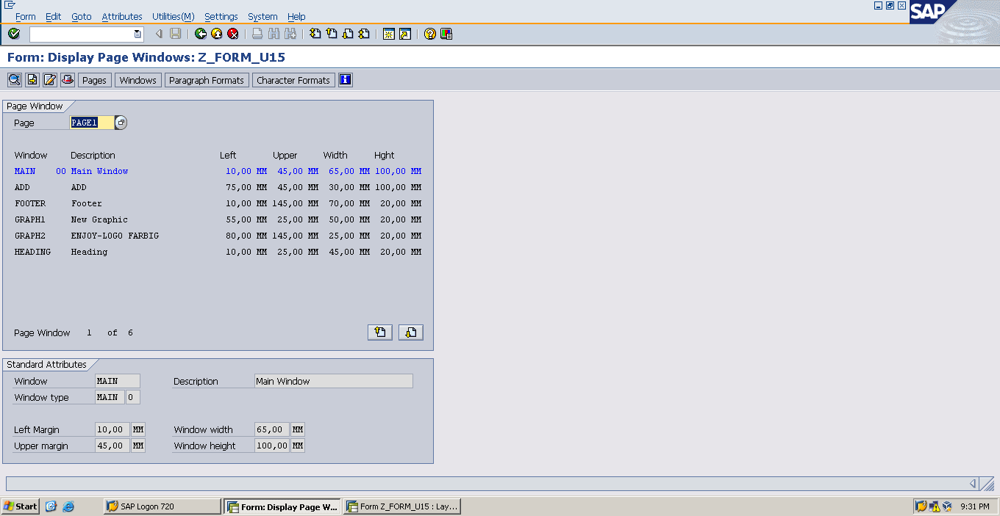 Form Edit Goto Attributes Utilities(M) Settings System Help
SAP
Form: Display Page Windows: Z_FORM_U15
Pages Windows Paragraph Formats Character Formats
Page Window
Page PAGE1
Window Description Left Upper Width Hght
MAIN 00 Main Window 10,00 MM 45,00 MM 65,00 MM 100,00 MM
ADD ADD 75,00 MM 45,00 MM 30,00 MM 100,00 MM
FOOTER Footer 10,00 MM 145,00 MM 70,00 MM 20,00 MM
GRAPH1 New Graphic 55,00 MM 25,00 MM 50,00 MM 20,00 MM
GRAPH2 ENJOY-LOGO FARBIG 80,00 MM 145,00 MM 25,00 MM 20,00 MM
HEADING Heading 10,00 MM 25,00 MM 45,00 MM 20,00 MM
Page Window 1 of 6
Standard Attributes
Window MAIN Description Main Window
Window type MAIN 0
Left Margin 10,00 MM Window width 65,00 MM
Upper margin 45,00 MM Window height 100,00 MM
Start SAP Logon 720 Form: Display Page W... Form Z_FORM_U15 : Lay... 9:31 PM